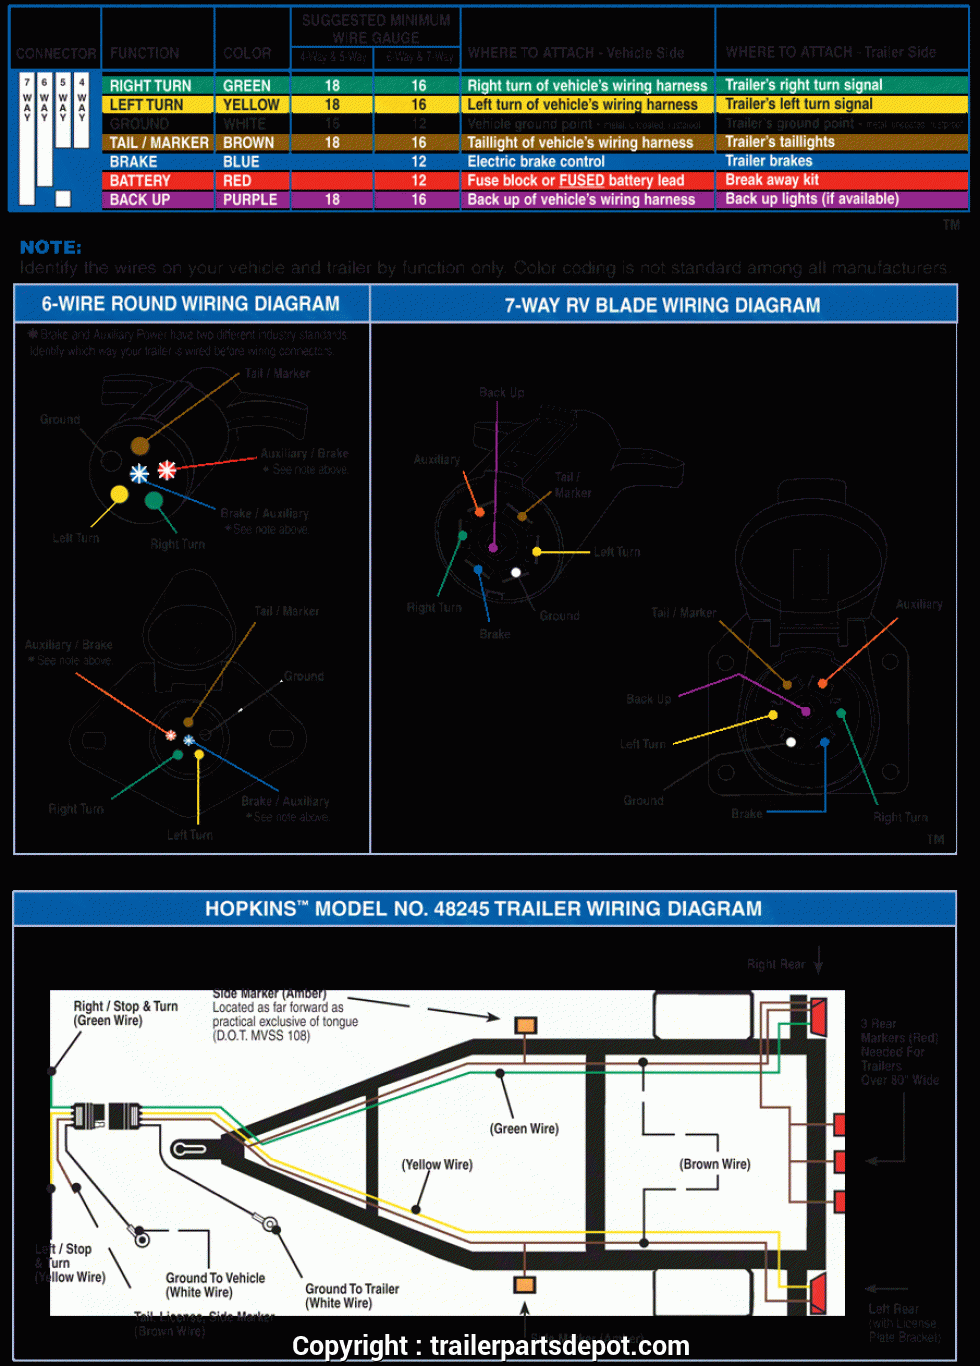 SUGGESTED MINIMUM
WIRE GAUGE
CONNECTOR FUNCTION COLOR 4-Way & 5-Way 6-Way & 7-Way WHERE TO ATTACH - Vehicle Side WHERE TO ATTACH - Trailer Side
7 WAY 6 WAY 5 WAY 4 WAY
RIGHT TURN GREEN 18 16 Right turn of vehicle's wiring harness Trailer's right turn signal
LEFT TURN YELLOW 18 16 Left turn of vehicle's wiring harness Trailer's left turn signal
GROUND WHITE 16 12 Vehicle ground point - Trailer's ground point -
TAIL / MARKER BROWN 18 16 Taillight of vehicle's wiring harness Trailer's taillights
BRAKE BLUE 12 Electric brake control Trailer brakes
BATTERY RED 12 Fuse block or FUSED battery lead Break away kit
BACK UP PURPLE 18 16 Back up of vehicle's wiring harness Back up lights (if available)
TM
NOTE:
Identify the wires on your vehicle and trailer by function only. Color coding is not standard among all manufacturers
6-WIRE ROUND WIRING DIAGRAM
7-WAY RV BLADE WIRING DIAGRAM
* Brake and Auxiliary Power have two different industry standards.
Identify which way your trailer is wired before wiring connectors.
Tail / Marker
Ground
Auxiliary / Brake
* See note above.
Brake / Auxiliary
* See note above.
Left Turn
Right Turn
Tail / Marker
Auxiliary / Brake
* See note above
Ground
Right Turn
Brake / Auxiliary
* See note above.
Left Turn
Back Up
Auxiliary
Tail /
Marker
Left Turn
Right Turn
Ground
Brake
Tail / Marker
Auxiliary
Back Up
Left Turn
Ground
Brake
Right Turn
TM
HOPKINS™ MODEL NO. 48245 TRAILER WIRING DIAGRAM
Right Rear
Right / Stop & Turn
(Green Wire)
Side Marker (Amber)
Located as far forward as
practical exclusive of tongue
(D.O.T. MVSS 108)
3 Rear
Markers (Red)
Needed For
Trailers
Over 80" Wide
(Green Wire)
(Yellow Wire)
(Brown Wire)
Left / Stop
& Turn
(Yellow Wire)
Ground To Vehicle
(White Wire)
Ground To Trailer
(White Wire)
Tail, License, Side Marker
(Brown Wire)
Left Rear
(with License
Plate Bracket)
Side Marker (Amber)
Copyright : trailerpartsdepot.com